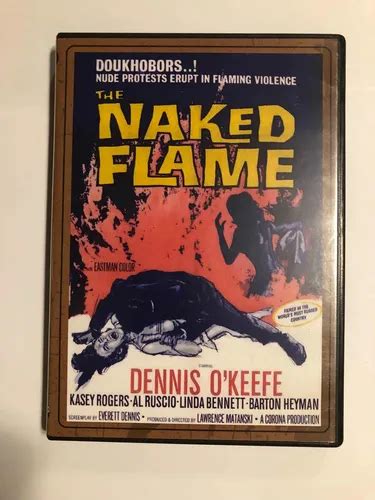 DOUKHOBORS..!
NUDE PROTESTS ERUPT IN FLAMING VIOLENCE
THE
NAKED
FLAME
EASTMAN COLOR
FILMED IN THE
WORLD'S MOST RUGGED
COUNTRY
STARRING
DENNIS O'KEEFE
KASEY ROGERS-AL RUSCIO-LINDA BENNETT-BARTON HEYMAN
SCREENPLAY BY EVERETT DENNIS • PRODUCED & DIRECTED BY LAWRENCE MATANSKI • A CORONA PRODUCTION